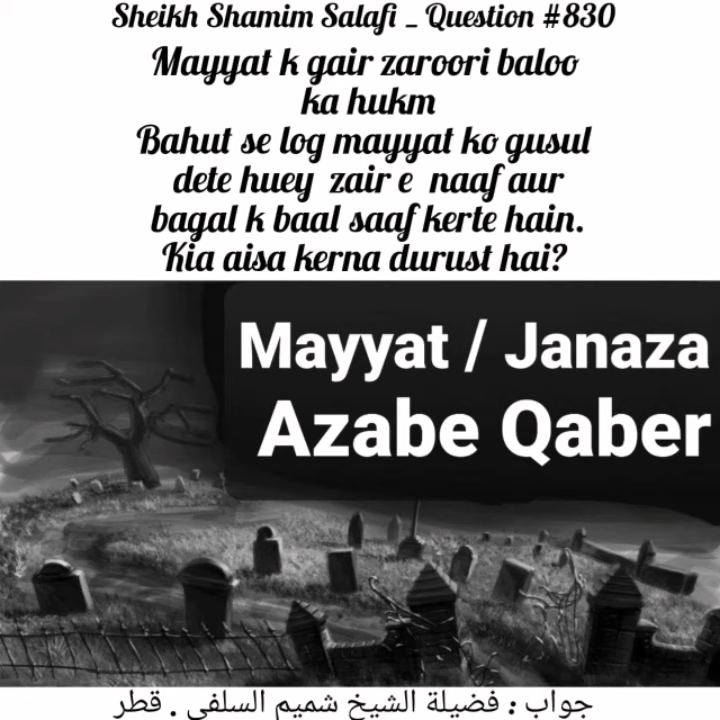 Sheikh Shamim Salafi _ Question #830
Mayyat k gair zaroori baloo
ka hukm
Bahut se log mayyat ko gusul
dete huey zair e naaf aur
bagal k baal saaf kerte hain.
Kia aisa kerna durust hai?
Mayyat / Janaza
Azabe Qaber
جواب : فضيلة الشيخ شميم السلفي . قطر